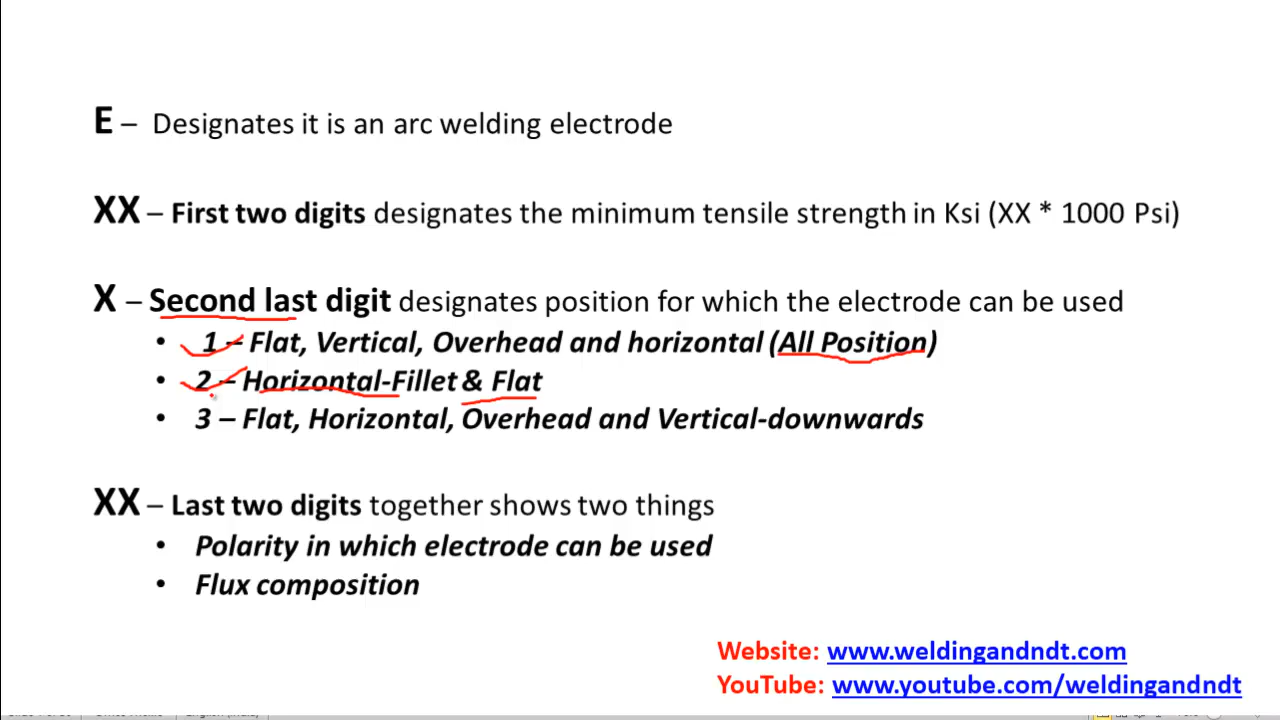 E – Designates it is an arc welding electrode
XX – First two digits designates the minimum tensile strength in Ksi (XX * 1000 Psi)
X – Second last digit designates position for which the electrode can be used
• 1 – Flat, Vertical, Overhead and horizontal (All Position)
• 2 – Horizontal-Fillet & Flat
• 3 – Flat, Horizontal, Overhead and Vertical-downwards
XX – Last two digits together shows two things
• Polarity in which electrode can be used
• Flux composition
Website: www.weldingandndt.com
YouTube: www.youtube.com/weldingandndt